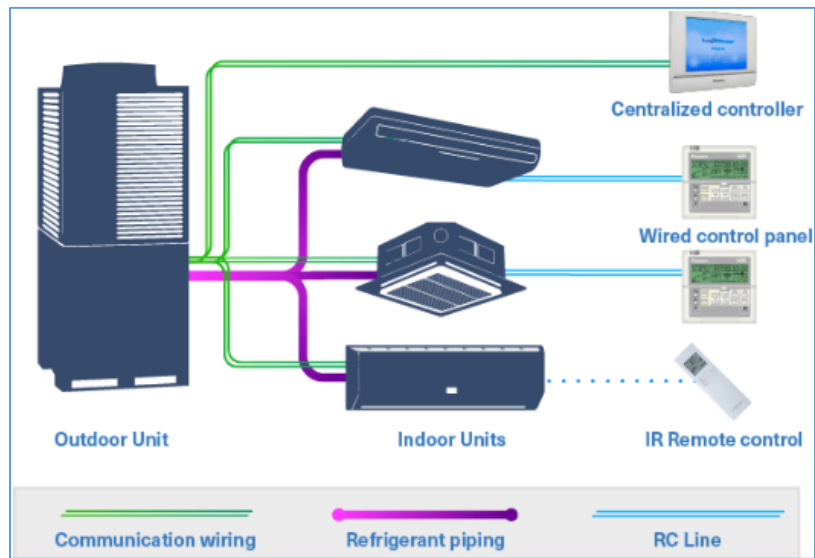 Centralized controller
Wired control panel
Outdoor Unit
Indoor Units
IR Remote control
Communication wiring
Refrigerant piping
RC Line